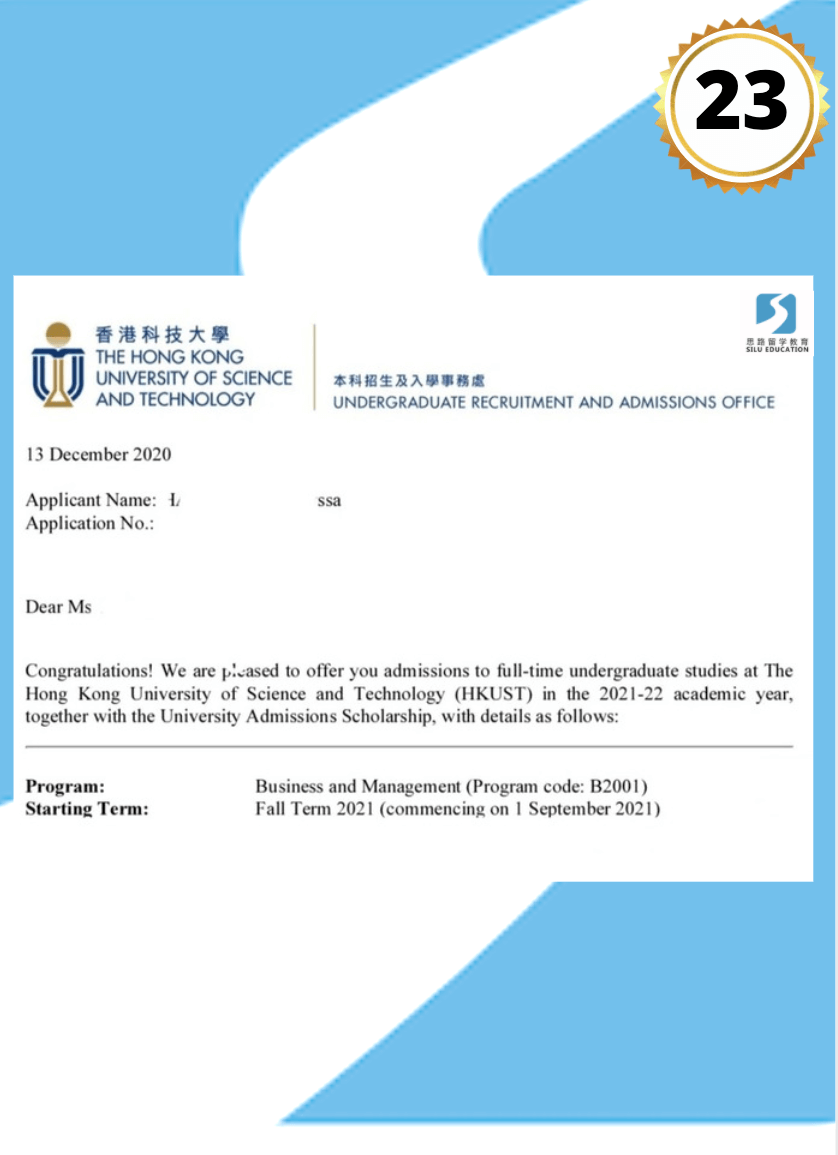 23
思路留学教育
SILU EDUCATION
香港科技大學
THE HONG KONG
UNIVERSITY OF SCIENCE
AND TECHNOLOGY
本科招生及入學事務處
UNDERGRADUATE RECRUITMENT AND ADMISSIONS OFFICE
13 December 2020
Applicant Name: L ssa
Application No.:
Dear Ms
Congratulations! We are pleased to offer you admissions to full-time undergraduate studies at The
Hong Kong University of Science and Technology (HKUST) in the 2021-22 academic year,
together with the University Admissions Scholarship, with details as follows:
Program: Business and Management (Program code: B2001)
Starting Term: Fall Term 2021 (commencing on 1 September 2021)